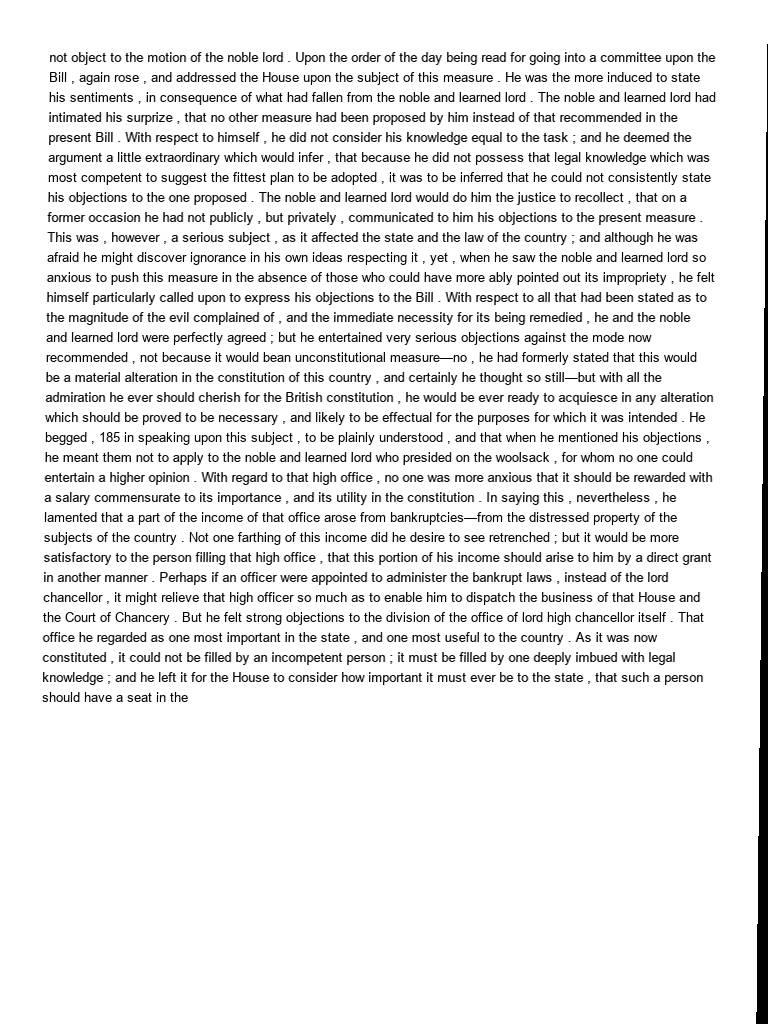 not object to the motion of the noble lord . Upon the order of the day being read for going into a committee upon the
Bill , again rose , and addressed the House upon the subject of this measure . He was the more induced to state
his sentiments , in consequence of what had fallen from the noble and learned lord . The noble and learned lord had
intimated his surprize , that no other measure had been proposed by him instead of that recommended in the
present Bill . With respect to himself , he did not consider his knowledge equal to the task ; and he deemed the
argument a little extraordinary which would infer , that because he did not possess that legal knowledge which was
most competent to suggest the fittest plan to be adopted , it was to be inferred that he could not consistently state
his objections to the one proposed . The noble and learned lord would do him the justice to recollect , that on a
former occasion he had not publicly , but privately , communicated to him his objections to the present measure .
This was , however , a serious subject , as it affected the state and the law of the country ; and although he was
afraid he might discover ignorance in his own ideas respecting it , yet , when he saw the noble and learned lord so
anxious to push this measure in the absence of those who could have more ably pointed out its impropriety , he felt
himself particularly called upon to express his objections to the Bill . With respect to all that had been stated as to
the magnitude of the evil complained of , and the immediate necessity for its being remedied , he and the noble
and learned lord were perfectly agreed ; but he entertained very serious objections against the mode now
recommended , not because it would bean unconstitutional measure—no , he had formerly stated that this would
be a material alteration in the constitution of this country , and certainly he thought so still—but with all the
admiration he ever should cherish for the British constitution , he would be ever ready to acquiesce in any alteration
which should be proved to be necessary , and likely to be effectual for the purposes for which it was intended . He
begged , 185 in speaking upon this subject , to be plainly understood , and that when he mentioned his objections ,
he meant them not to apply to the noble and learned lord who presided on the woolsack , for whom no one could
entertain a higher opinion . With regard to that high office , no one was more anxious that it should be rewarded with
a salary commensurate to its importance , and its utility in the constitution . In saying this , nevertheless , he
lamented that a part of the income of that office arose from bankruptcies—from the distressed property of the
subjects of the country . Not one farthing of this income did he desire to see retrenched ; but it would be more
satisfactory to the person filling that high office , that this portion of his income should arise to him by a direct grant
in another manner . Perhaps if an officer were appointed to administer the bankrupt laws , instead of the lord
chancellor , it might relieve that high officer so much as to enable him to dispatch the business of that House and
the Court of Chancery . But he felt strong objections to the division of the office of lord high chancellor itself . That
office he regarded as one most important in the state , and one most useful to the country . As it was now
constituted , it could not be filled by an incompetent person ; it must be filled by one deeply imbued with legal
knowledge ; and he left it for the House to consider how important it must ever be to the state , that such a person
should have a seat in the